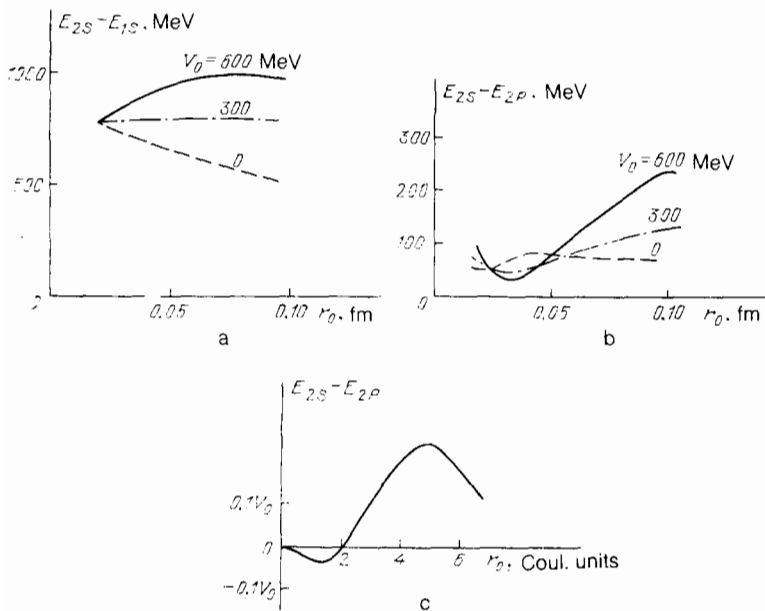 E₂S−E₁S. MeV
V₀=600 MeV
300
0
0.05
0.10
r₀. fm
a
E₂S−E₂P. MeV
300
200
100
0
V₀=600 MeV
300
0
0.05
0.10
r₀. fm
b
E₂S−E₂P
0.1V₀
0
−0.1V₀
2
4
6
r₀. Coul. units
c